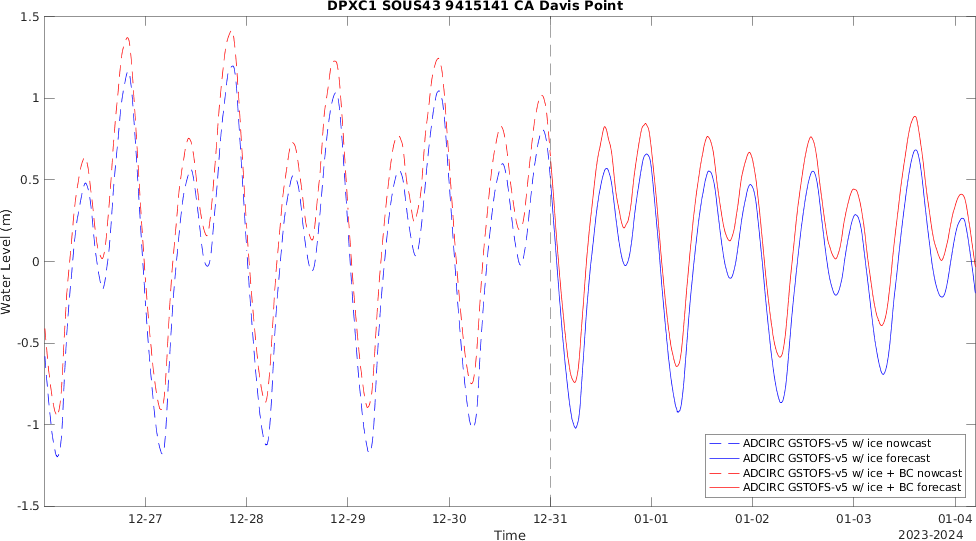 DPXC1 SOUS43 9415141 CA Davis Point
1.5
1
0.5
0
-0.5
-1
-1.5
Water Level (m)
12-27 12-28 12-29 12-30 12-31 01-01 01-02 01-03 01-04
Time
2023-2024
ADCIRC GSTOFS-v5 w/ ice nowcast
ADCIRC GSTOFS-v5 w/ ice forecast
ADCIRC GSTOFS-v5 w/ ice + BC nowcast
ADCIRC GSTOFS-v5 w/ ice + BC forecast